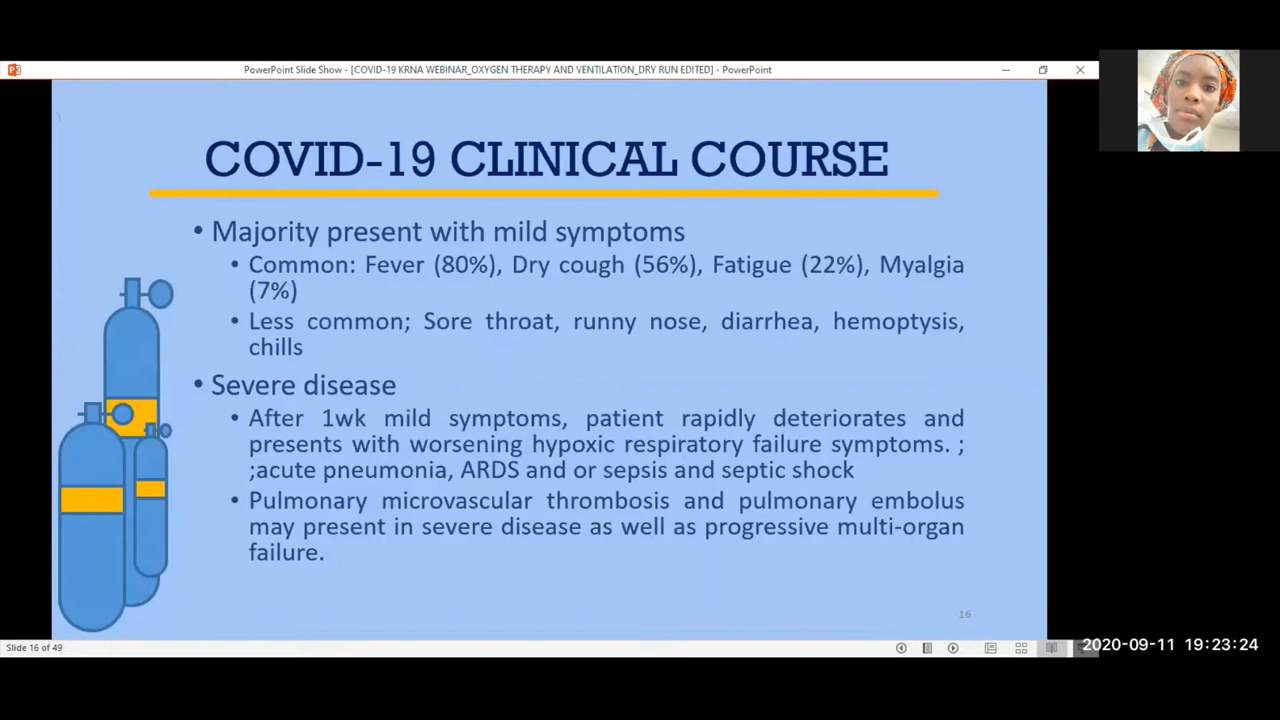 PowerPoint Slide Show - [COVID-19 KRNA WEBINAR_OXYGEN THERAPY AND VENTILATION_DRY RUN EDITED] - PowerPoint
COVID-19 CLINICAL COURSE
• Majority present with mild symptoms
• Common: Fever (80%), Dry cough (56%), Fatigue (22%), Myalgia
(7%)
• Less common; Sore throat, runny nose, diarrhea, hemoptysis,
chills
• Severe disease
• After 1wk mild symptoms, patient rapidly deteriorates and
presents with worsening hypoxic respiratory failure symptoms. ;
;acute pneumonia, ARDS and or sepsis and septic shock
• Pulmonary microvascular thrombosis and pulmonary embolus
may present in severe disease as well as progressive multi-organ
failure.
16
Slide 16 of 49
2020-09-11 19:23:24